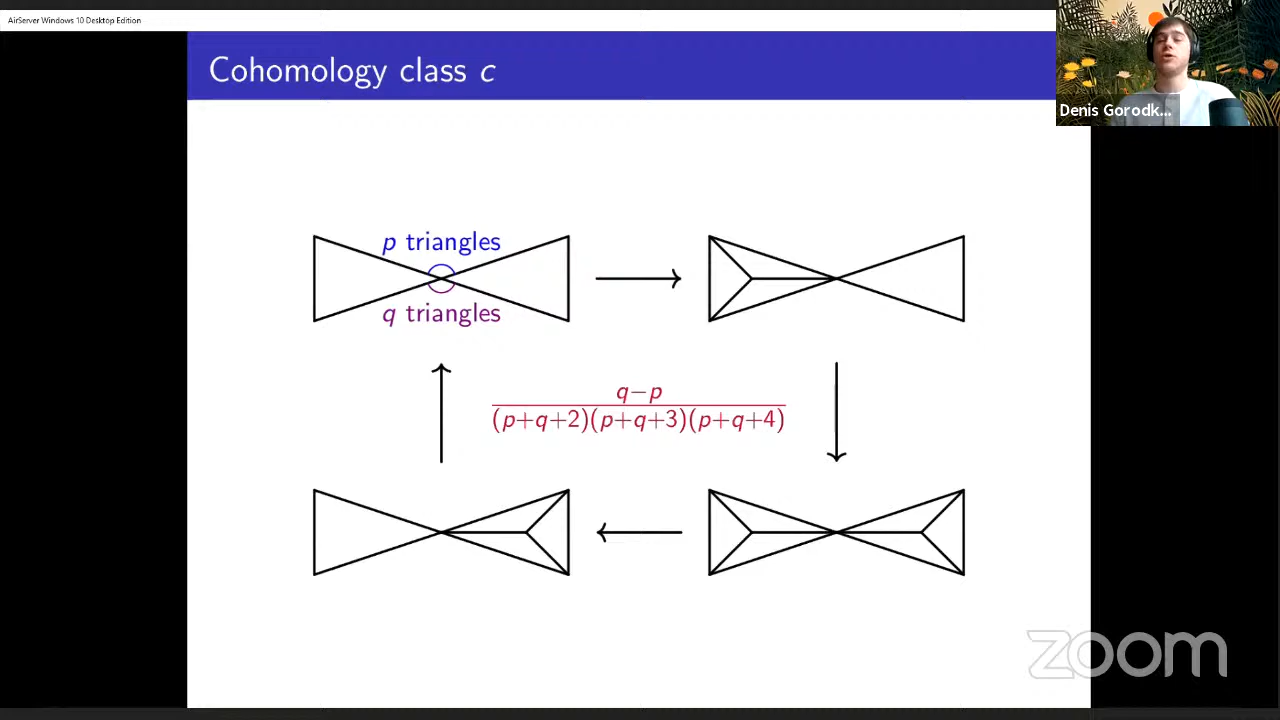 AirServer Windows 10 Desktop Edition
Cohomology class c
Denis Gorodk...
p triangles
q triangles
q−p
(p+q+2)(p+q+3)(p+q+4)
zoom